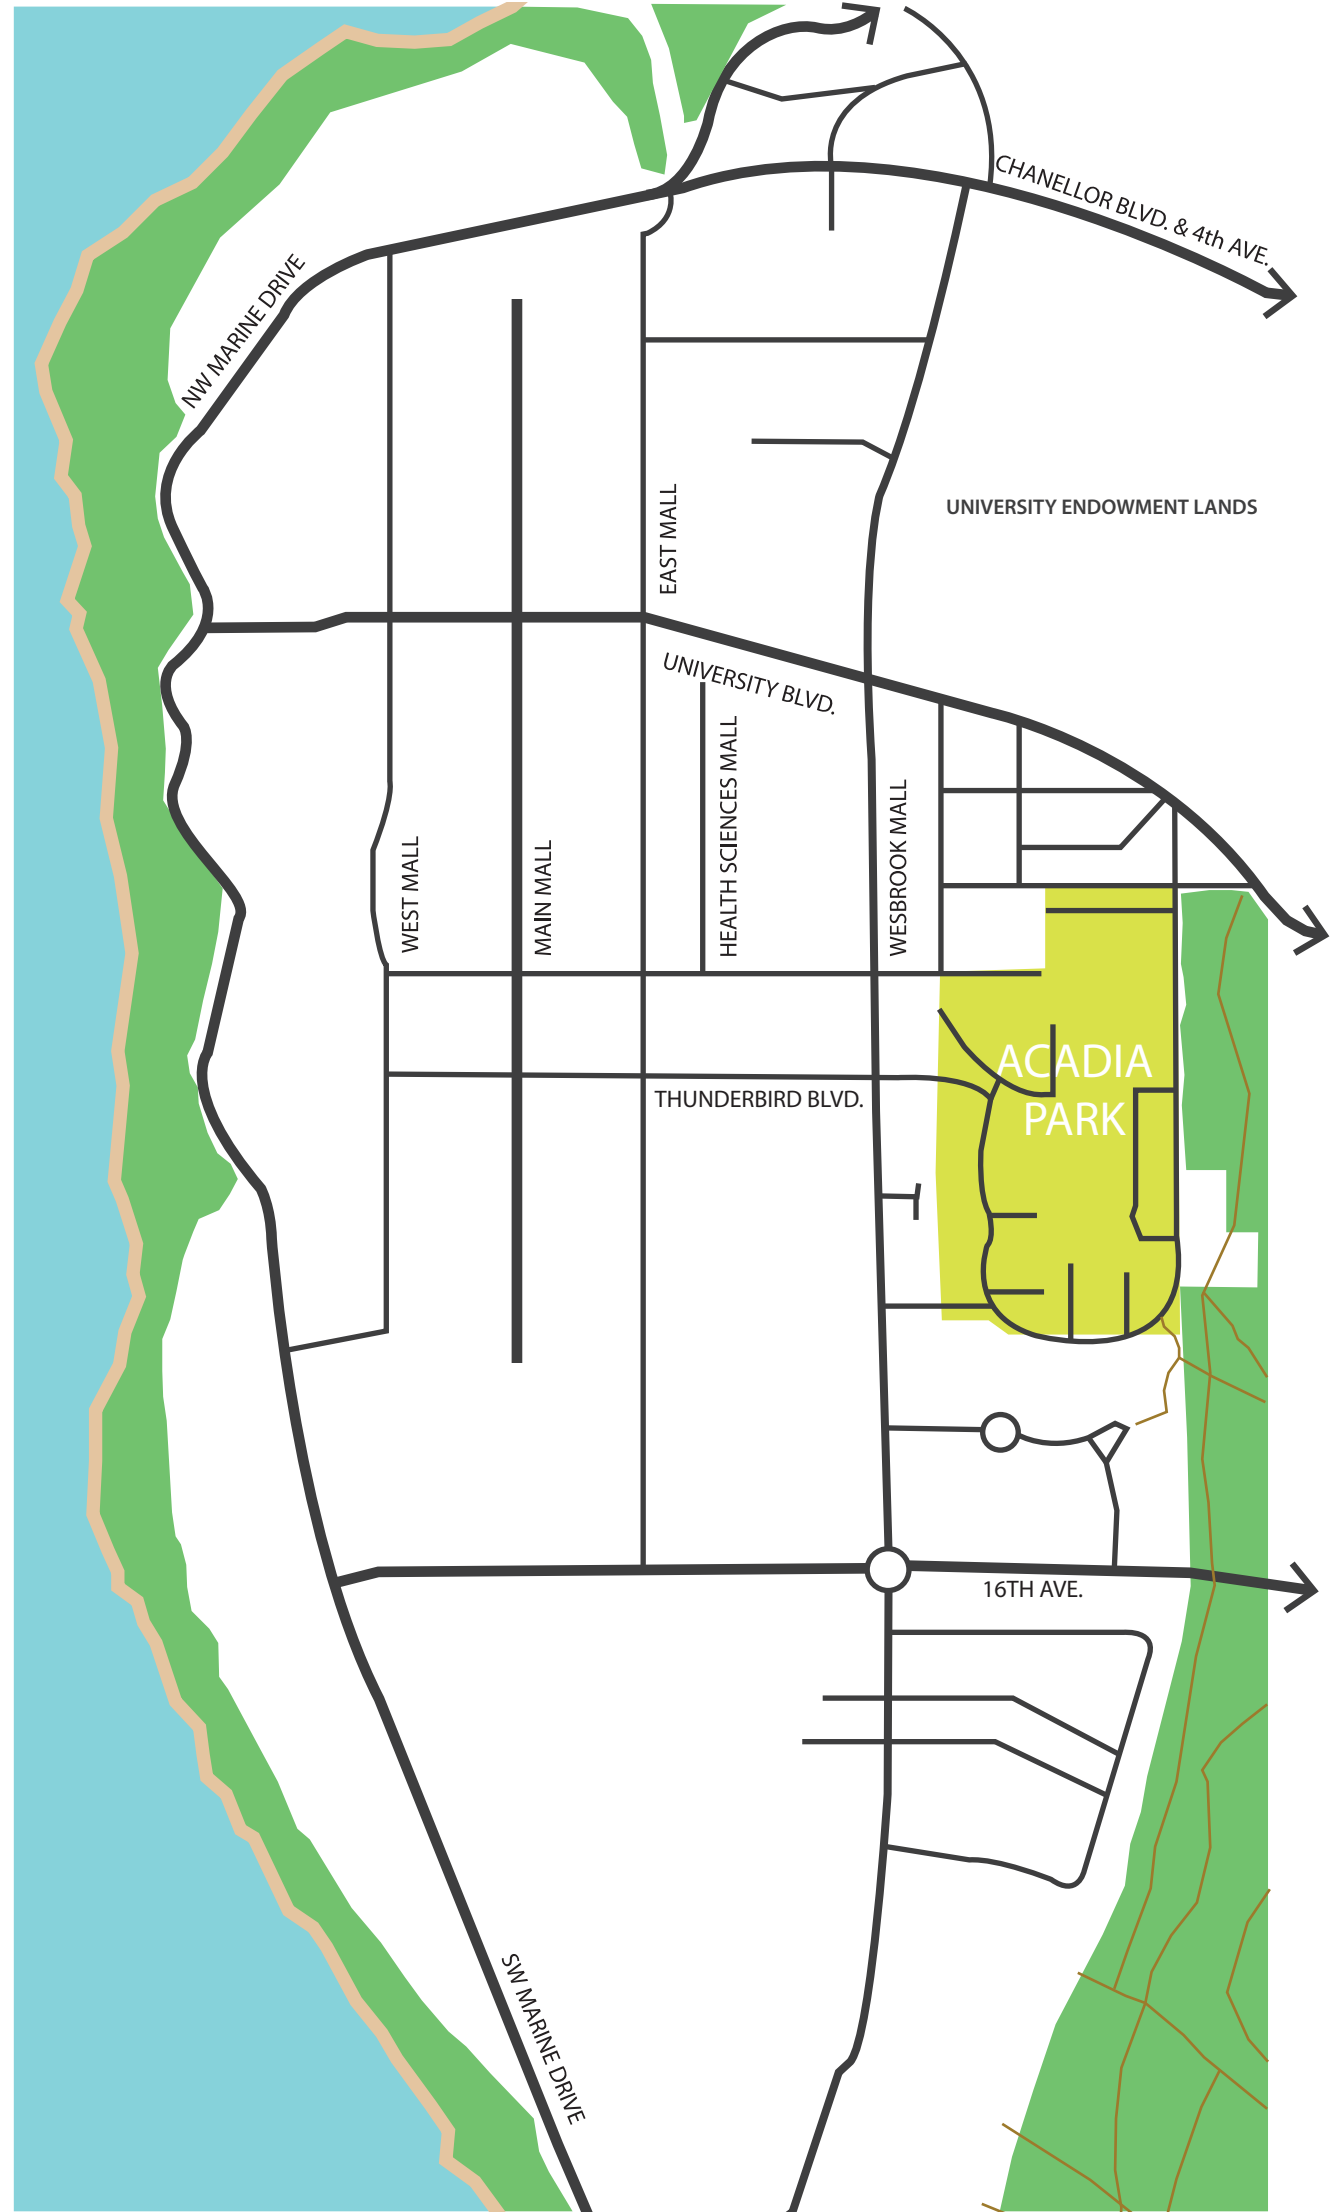 CHANELLOR BLVD. & 4th AVE.
NW MARINE DRIVE
EAST MALL
UNIVERSITY ENDOWMENT LANDS
UNIVERSITY BLVD.
WEST MALL
MAIN MALL
HEALTH SCIENCES MALL
WESBROOK MALL
ACADIA
PARK
THUNDERBIRD BLVD.
16TH AVE.
SW MARINE DRIVE